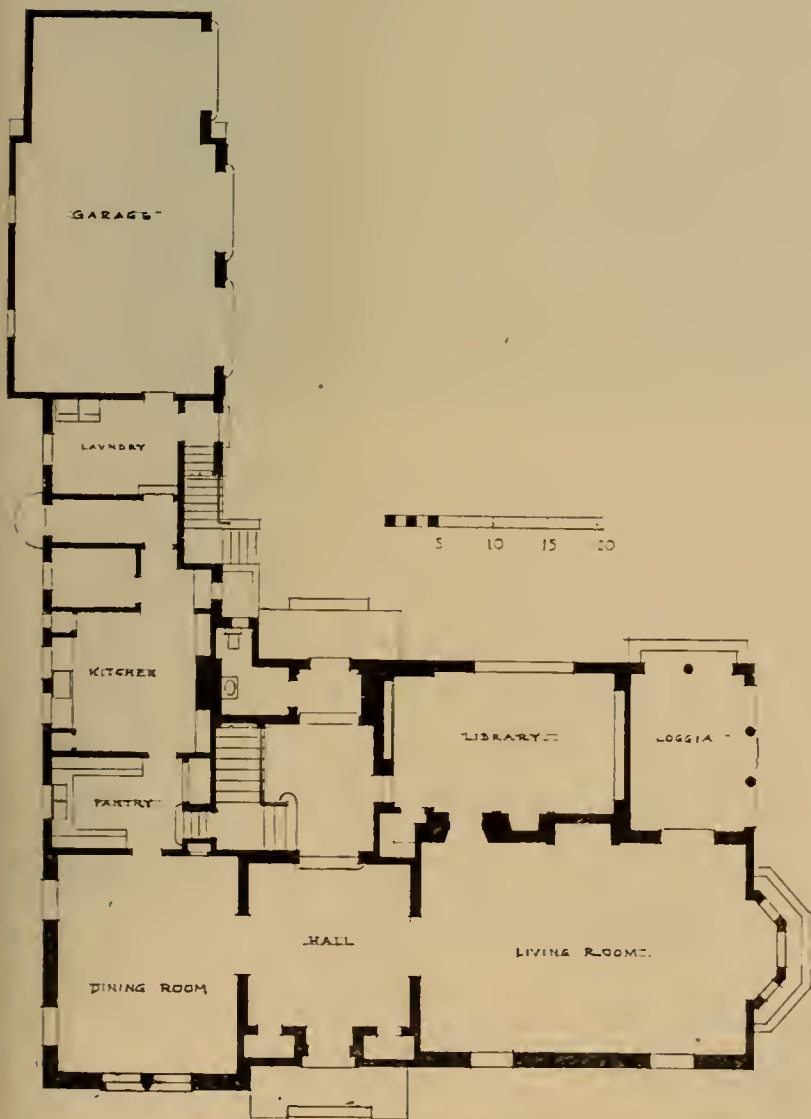 GARAGE
LAUNDRY
5 10 15 20
KITCHEN
LIBRARY
LOGGIA
PANTRY
HALL
LIVING ROOM
DINING ROOM